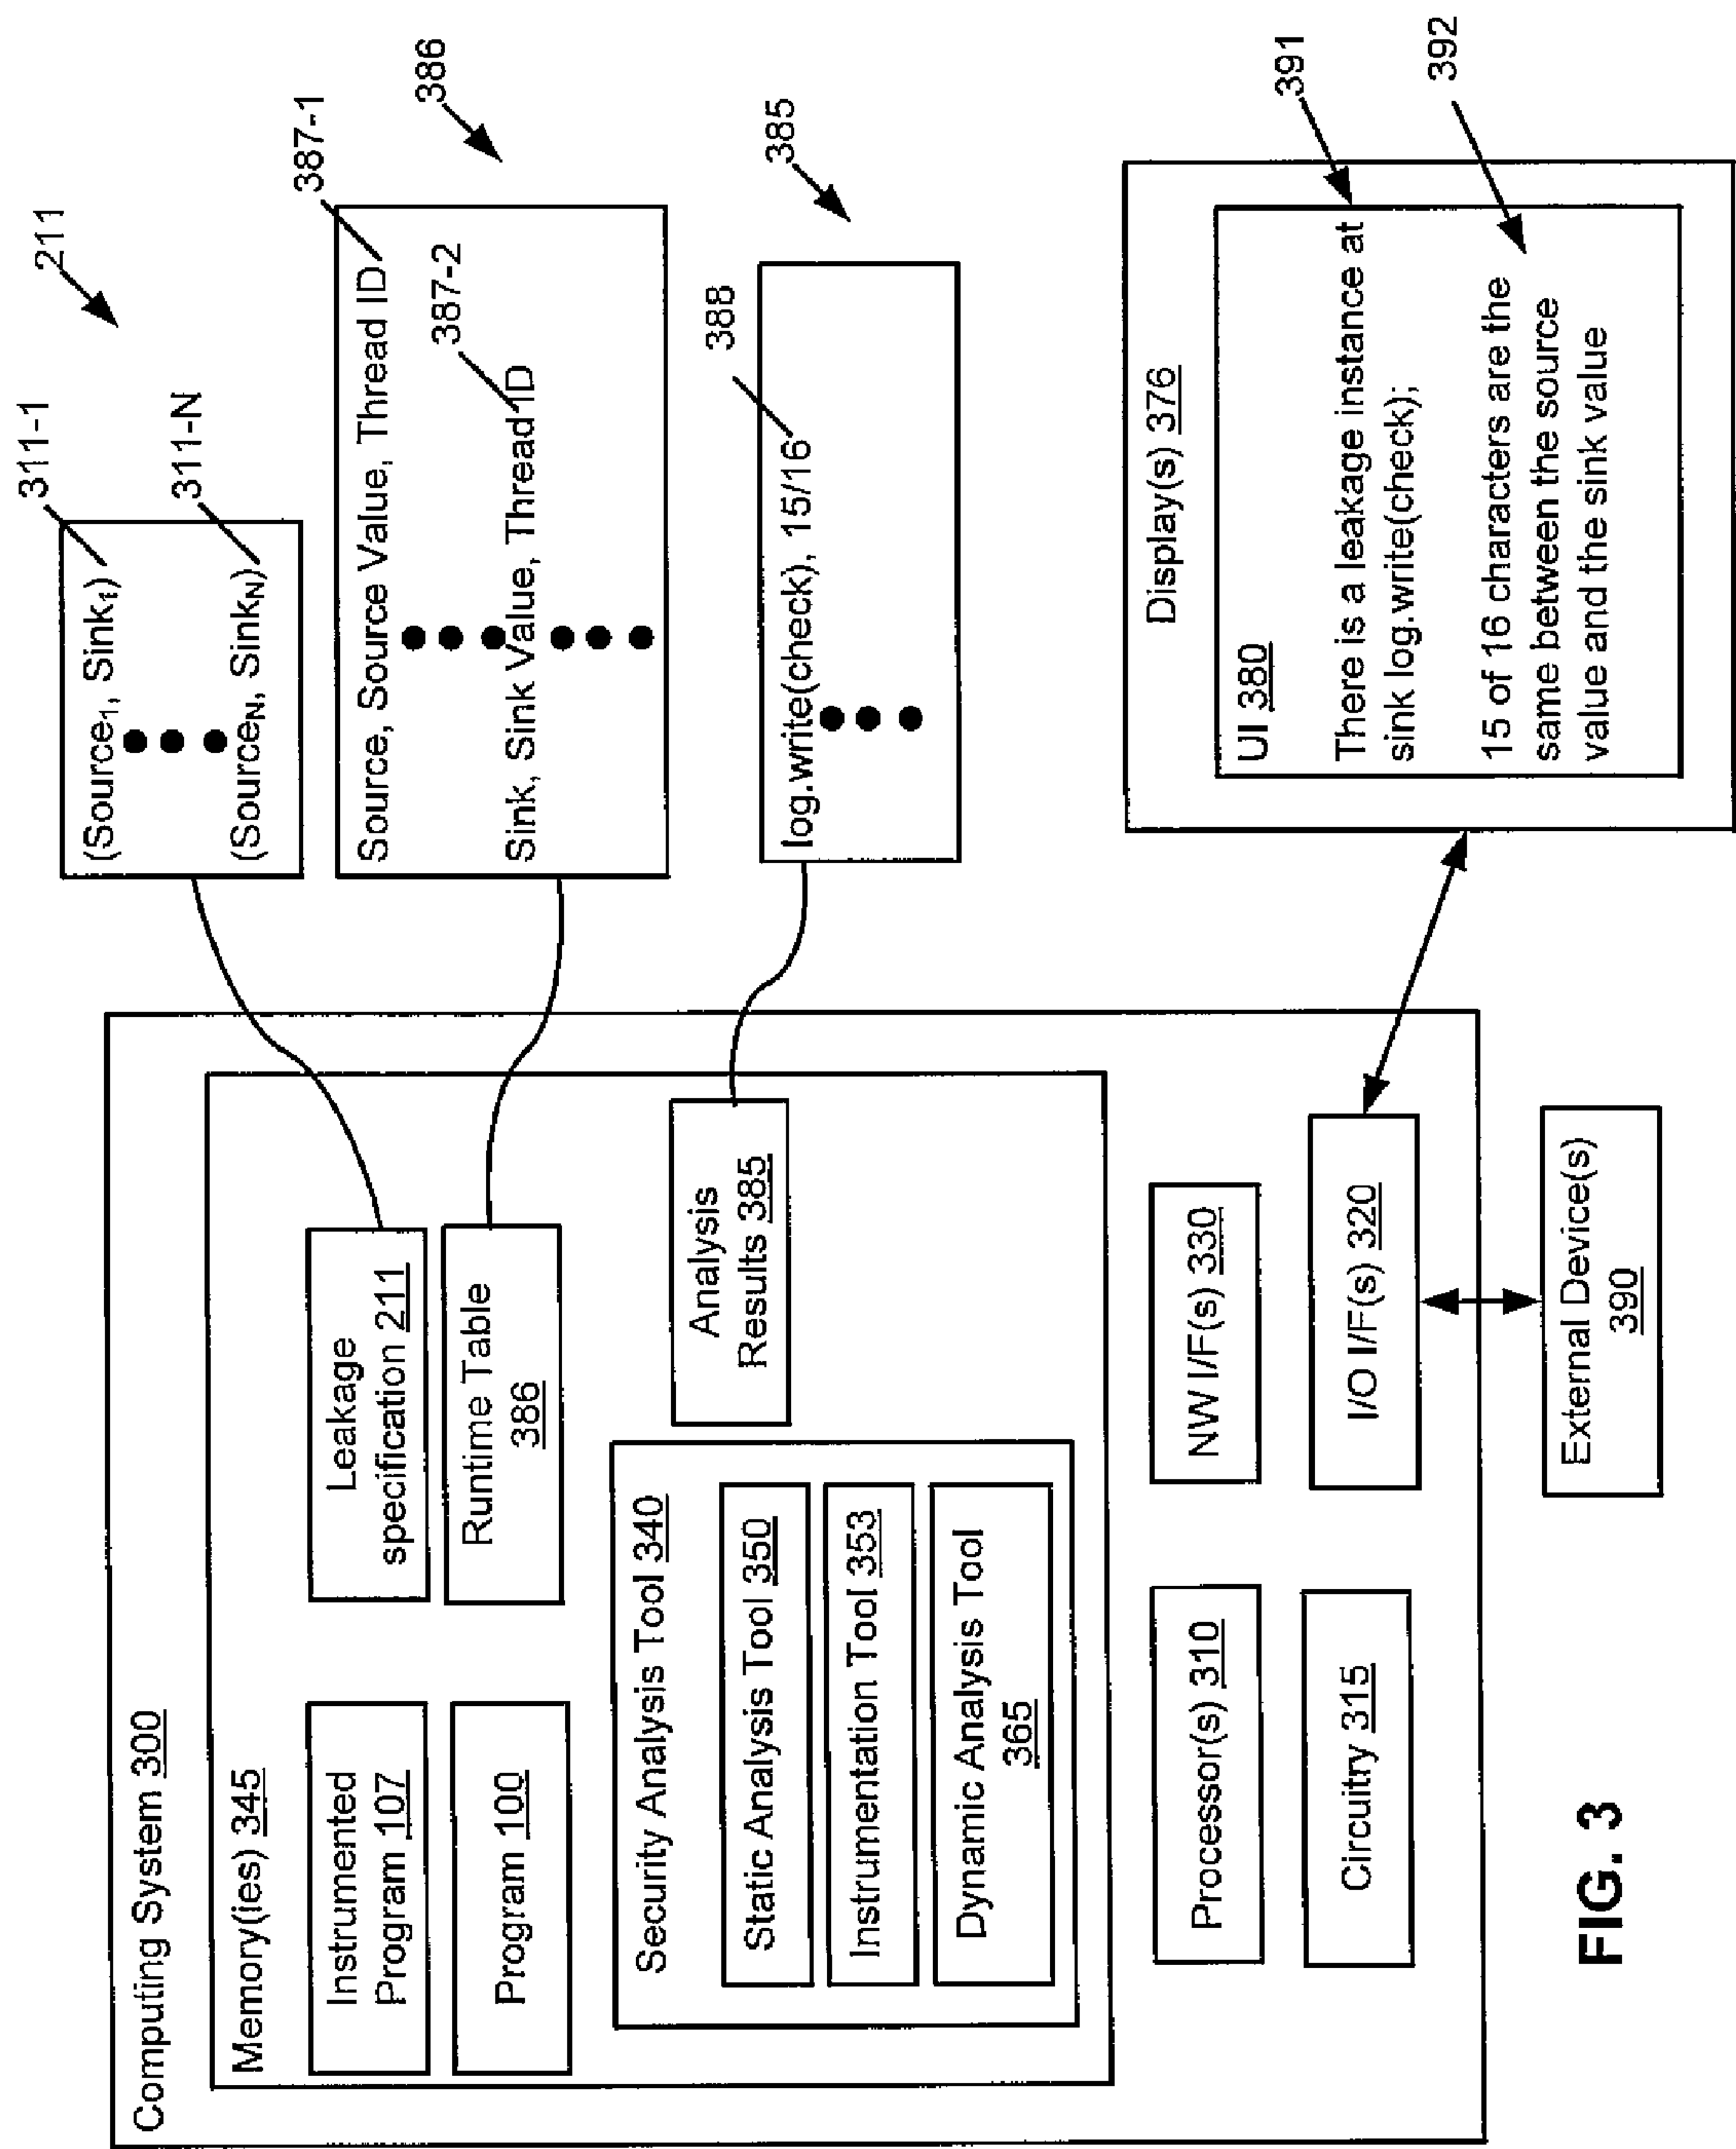 Computing System 300
Memory(ies) 345
Instrumented
Program 107
Leakage
specification 211
Program 100
Runtime Table
386
Security Analysis Tool 340
Static Analysis Tool 350
Instrumentation Tool 353
Dynamic Analysis Tool
365
Analysis
Results 385
Processor(s) 310
NW I/F(s) 330
Circuitry 315
I/O I/F(s) 320
External Device(s)
390
211
311-1
(Source₁, Sink₁)
311-N
(Source_N, Sink_N)
386
387-1
Source, Source Value, Thread ID
387-2
Sink, Sink Value, Thread ID
385
388
log.write(check), 15/16
Display(s) 376
UI 380
391
There is a leakage instance at
sink log.write(check);
392
15 of 16 characters are the
same between the source
value and the sink value
FIG. 3